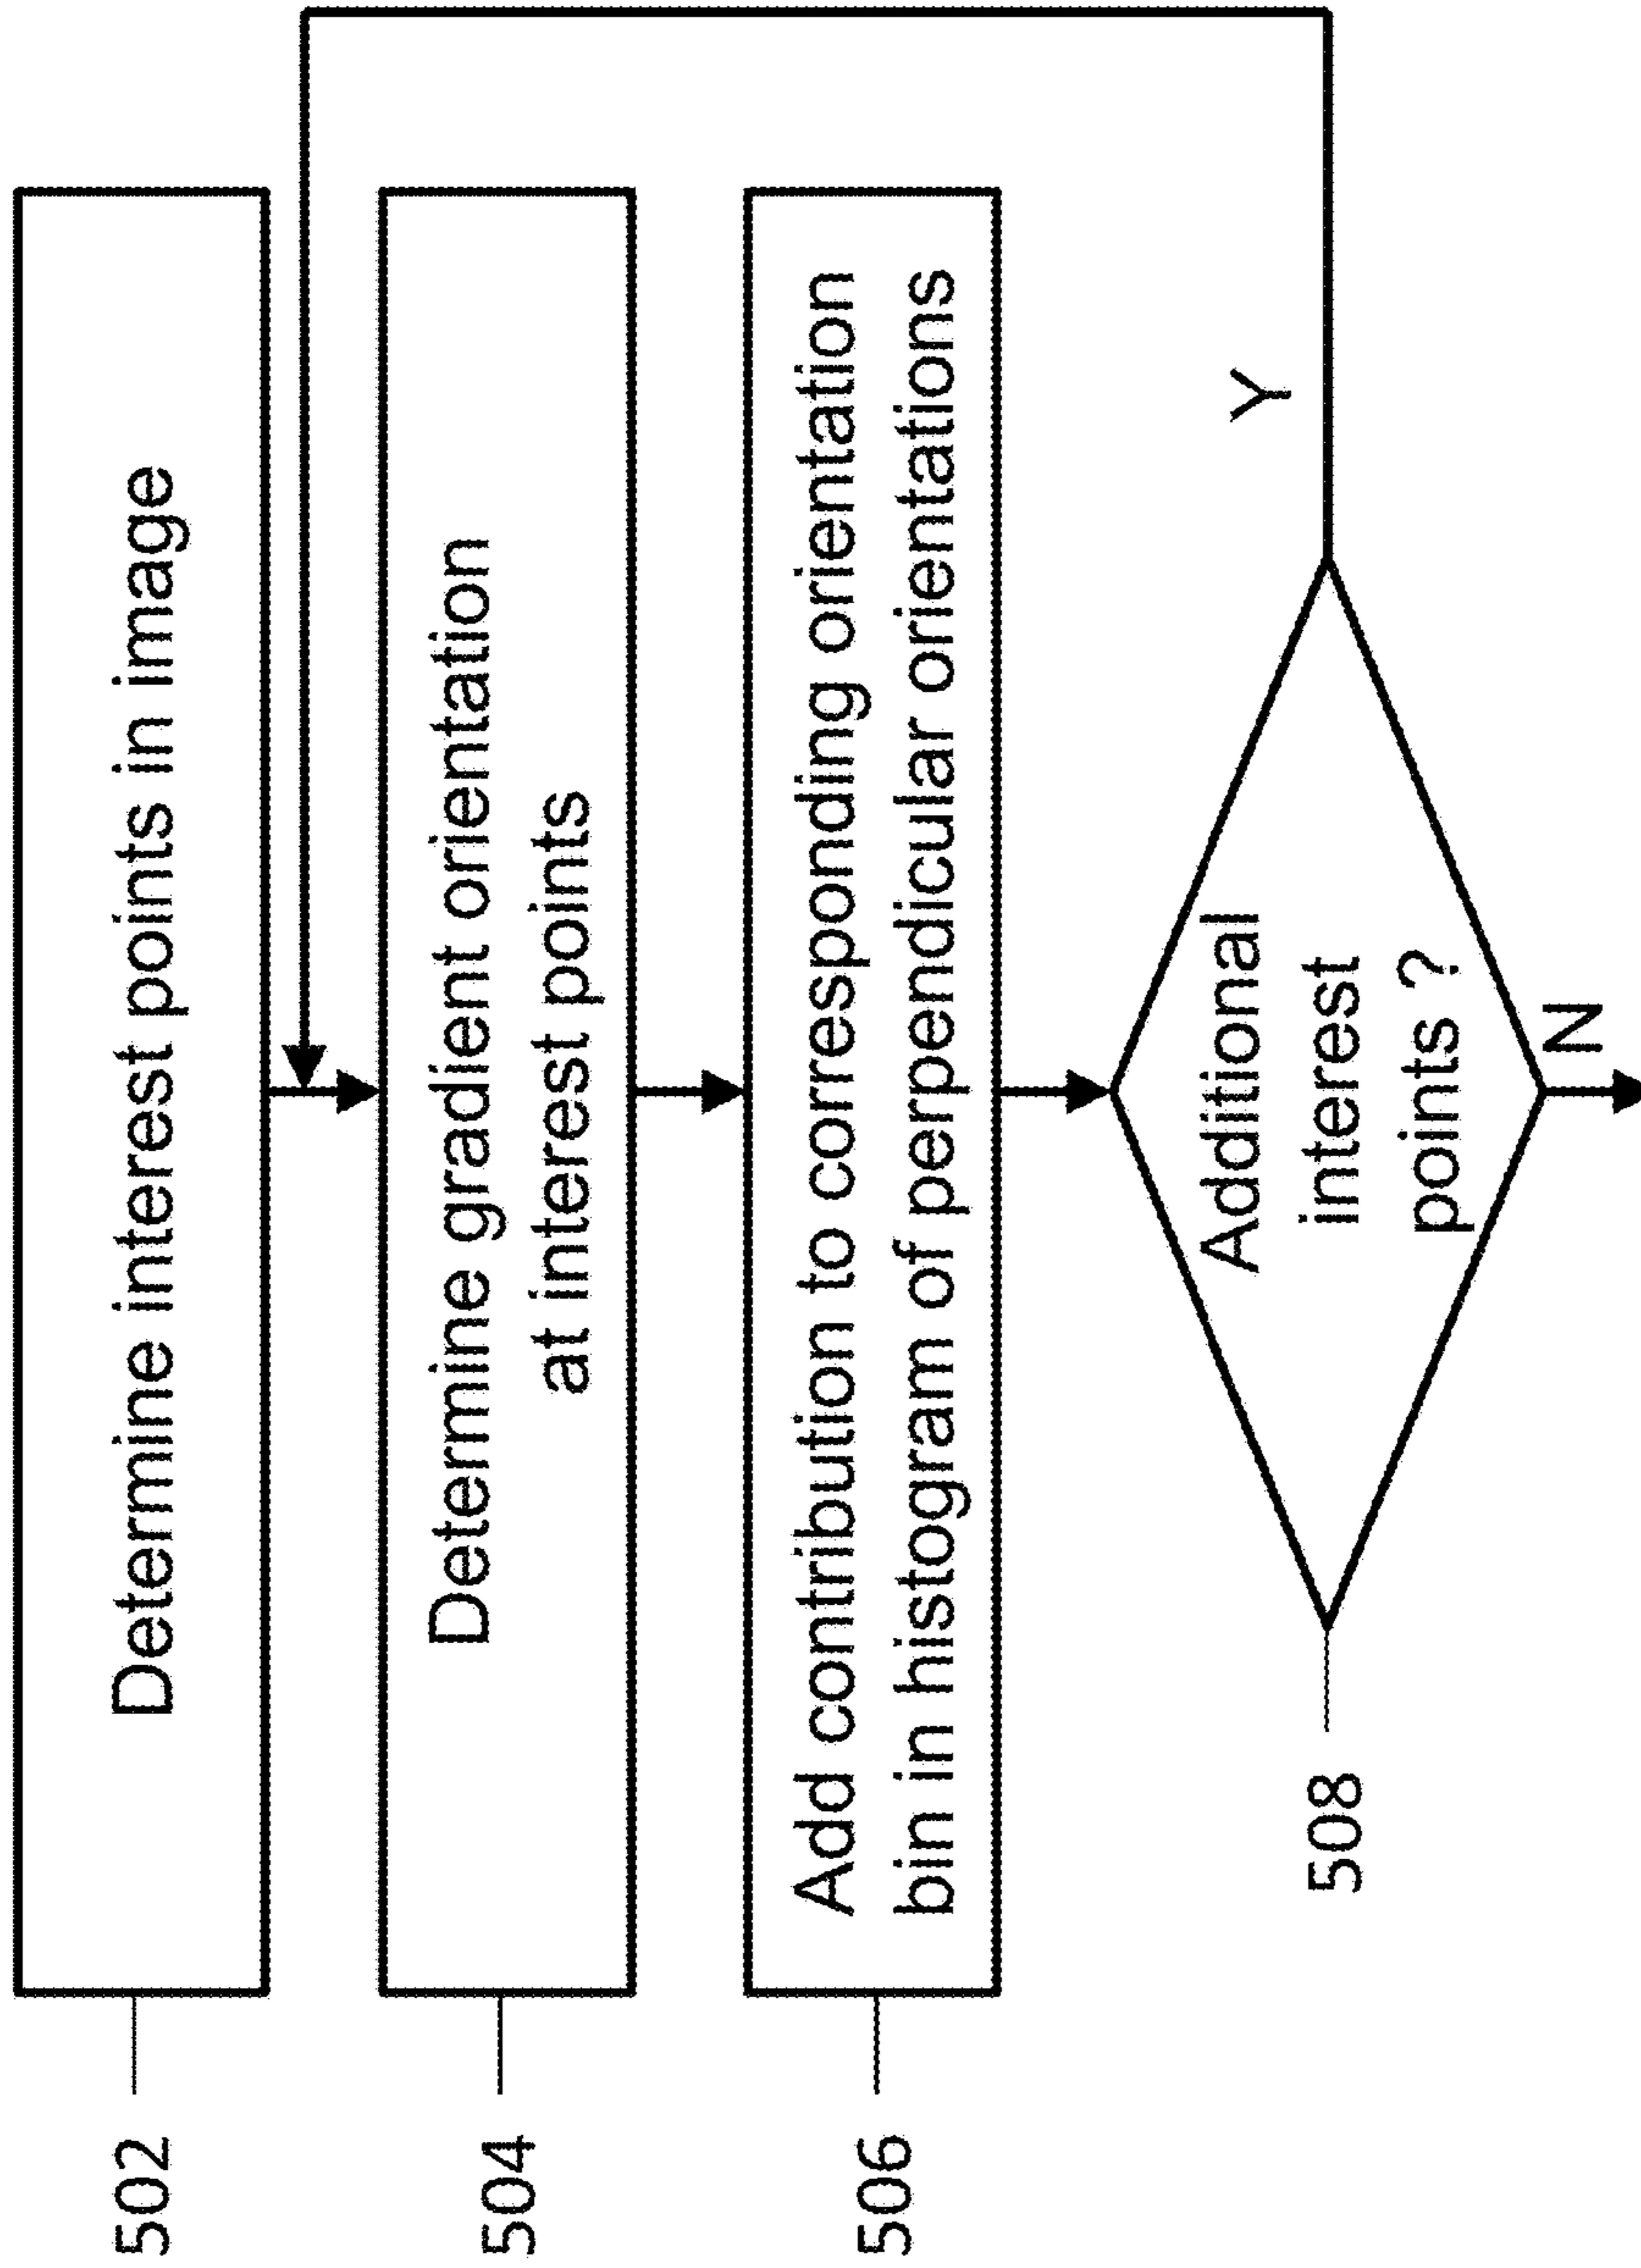 502
Determine interest points in image
504
Determine gradient orientation
at interest points
506
Add contribution to corresponding orientation
bin in histogram of perpendicular orientations
508
Additional
interest
points ?
Y
N